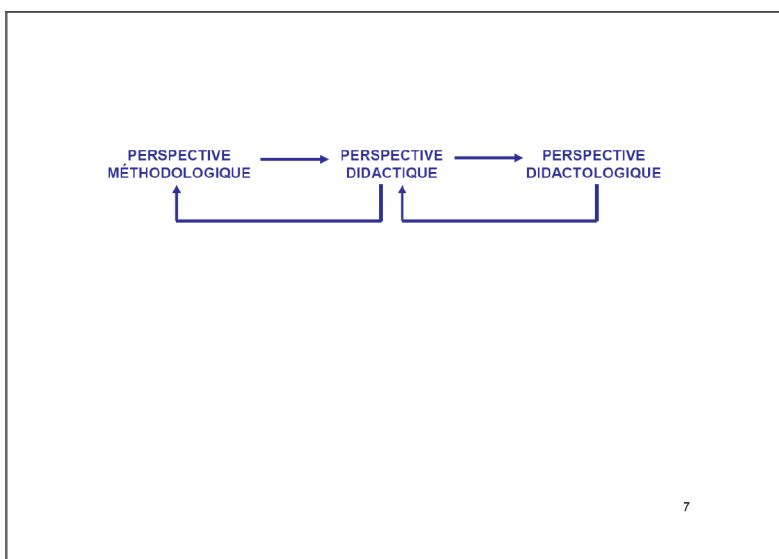 PERSPECTIVE
MÉTHODOLOGIQUE
PERSPECTIVE
DIDACTIQUE
PERSPECTIVE
DIDACTOLOGIQUE
7